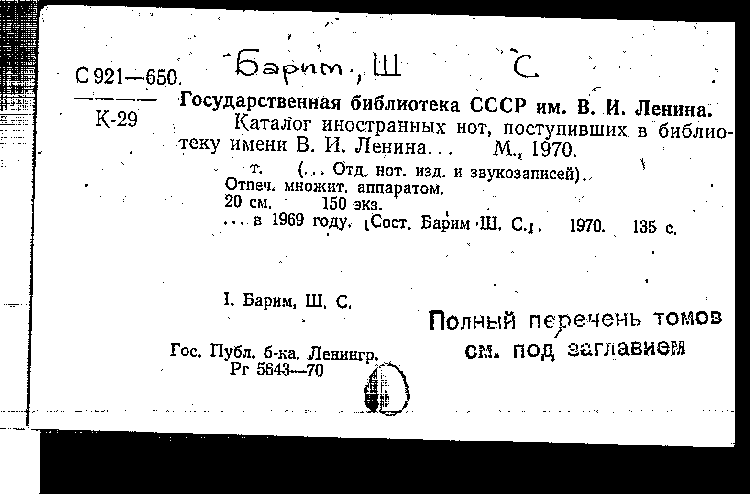 Барим, Ш С
С 921—650.
К-29
Государственная библиотека СССР им. В. И. Ленина.
Каталог иностранных нот, поступивших в библио-
теку имени В. И. Ленина... М., 1970.
т. (... Отд. нот. изд. и звукозаписей).
Отпеч. множит. аппаратом.
20 см. 150 экз.
... в 1969 году. [Сост. Барим Ш. С.]. 1970. 135 с.
I. Барим, Ш. С.
Полный перечень томов
см. под заглавием
Гос. Публ. б-ка. Ленингр.
Рг 5843—70